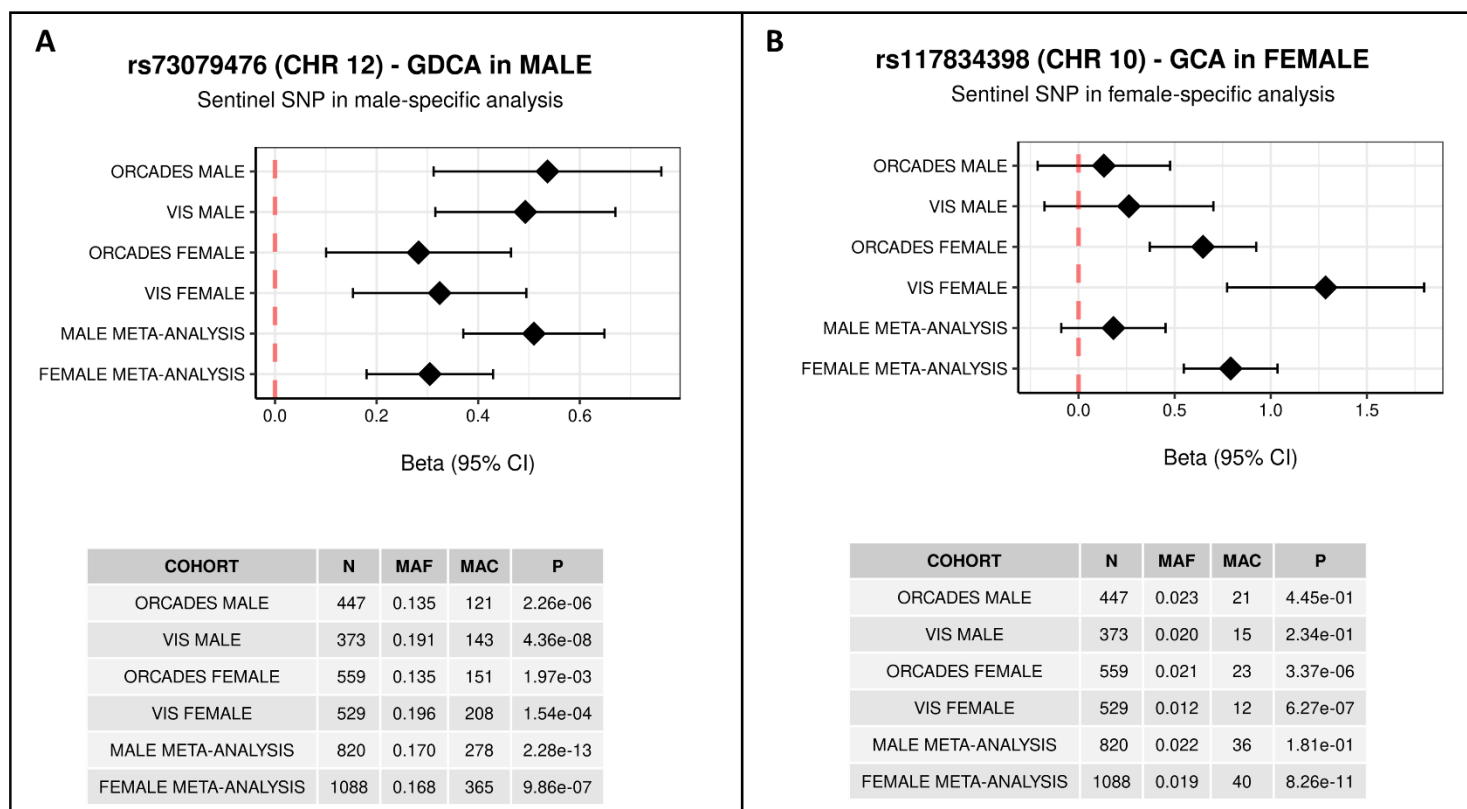 A
rs73079476 (CHR 12) - GDCA in MALE
Sentinel SNP in male-specific analysis
ORCADES MALE
VIS MALE
ORCADES FEMALE
VIS FEMALE
MALE META-ANALYSIS
FEMALE META-ANALYSIS
0.0 0.2 0.4 0.6
Beta (95% CI)
COHORT N MAF MAC P
ORCADES MALE 447 0.135 121 2.26e-06
VIS MALE 373 0.191 143 4.36e-08
ORCADES FEMALE 559 0.135 151 1.97e-03
VIS FEMALE 529 0.196 208 1.54e-04
MALE META-ANALYSIS 820 0.170 278 2.28e-13
FEMALE META-ANALYSIS 1088 0.168 365 9.86e-07
B
rs117834398 (CHR 10) - GCA in FEMALE
Sentinel SNP in female-specific analysis
ORCADES MALE
VIS MALE
ORCADES FEMALE
VIS FEMALE
MALE META-ANALYSIS
FEMALE META-ANALYSIS
0.0 0.5 1.0 1.5
Beta (95% CI)
COHORT N MAF MAC P
ORCADES MALE 447 0.023 21 4.45e-01
VIS MALE 373 0.020 15 2.34e-01
ORCADES FEMALE 559 0.021 23 3.37e-06
VIS FEMALE 529 0.012 12 6.27e-07
MALE META-ANALYSIS 820 0.022 36 1.81e-01
FEMALE META-ANALYSIS 1088 0.019 40 8.26e-11